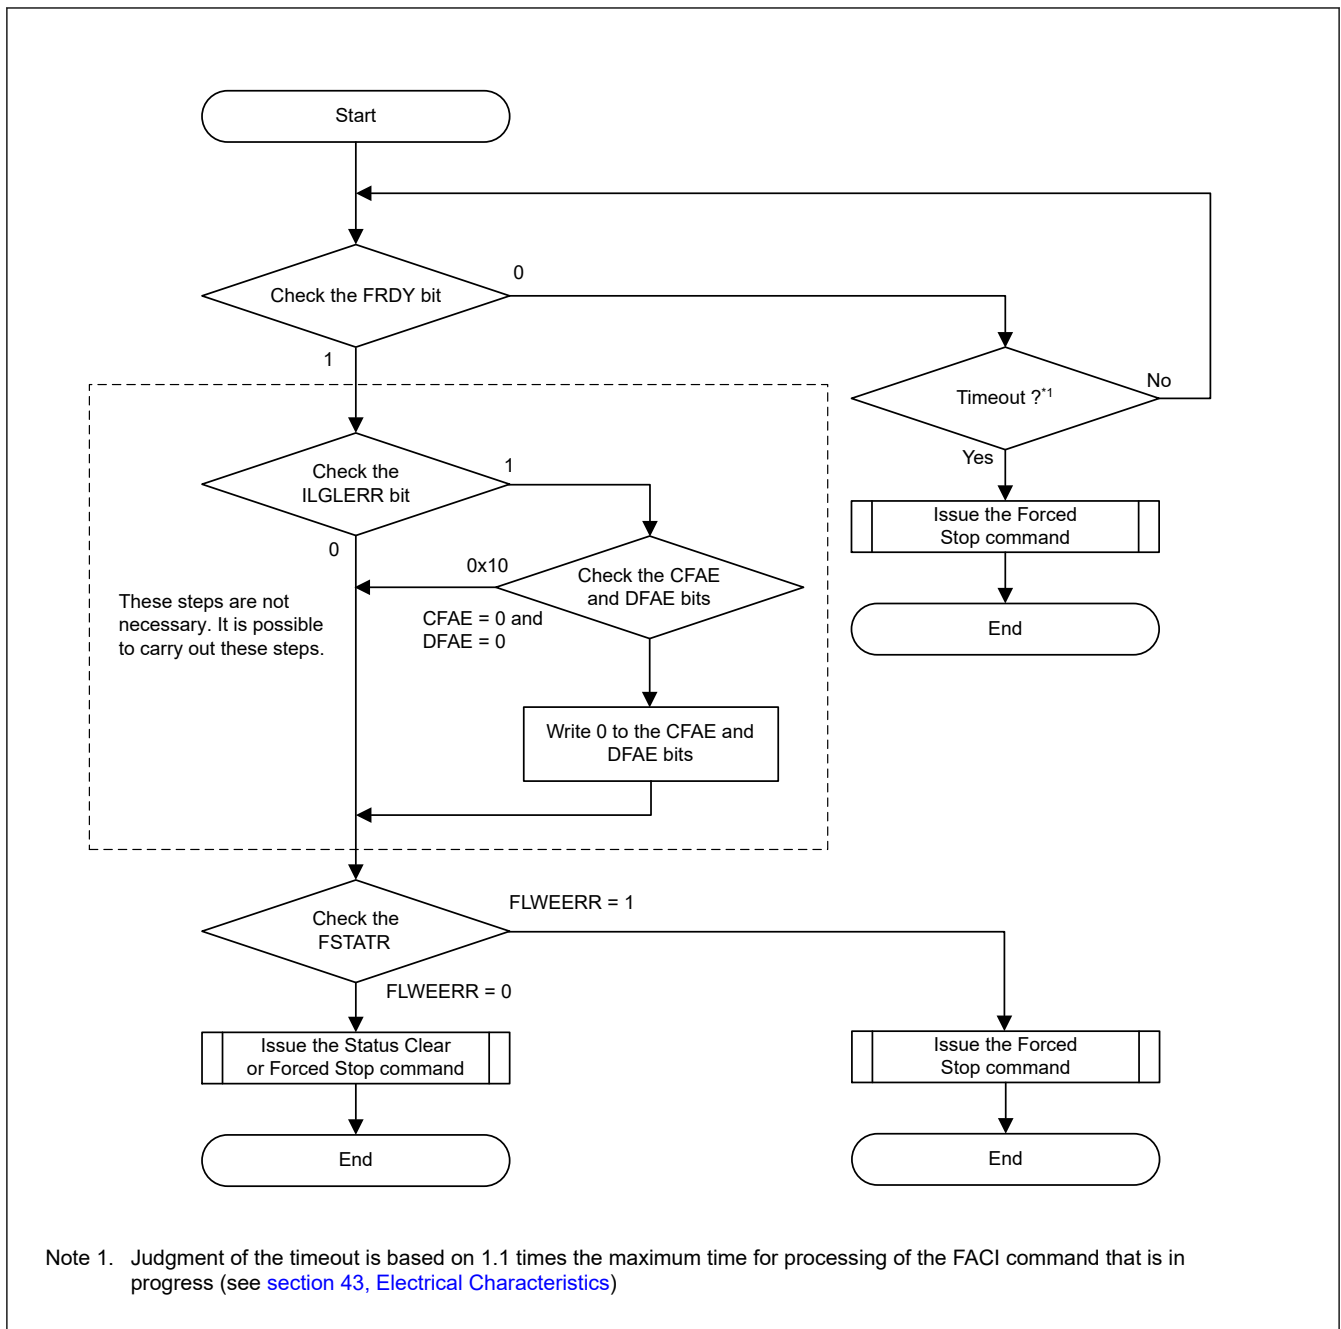 Start
Check the FRDY bit
0
1
Timeout ?*1
No
Yes
Issue the Forced
Stop command
End
Check the
ILGLERR bit
1
0
Check the CFAE
and DFAE bits
0x10
CFAE = 0 and
DFAE = 0
These steps are not
necessary. It is possible
to carry out these steps.
Write 0 to the CFAE and
DFAE bits
Check the
FSTATR
FLWEERR = 1
FLWEERR = 0
Issue the Status Clear
or Forced Stop command
Issue the Forced
Stop command
End
End
Note 1. Judgment of the timeout is based on 1.1 times the maximum time for processing of the FACI command that is in
progress (see section 43, Electrical Characteristics)